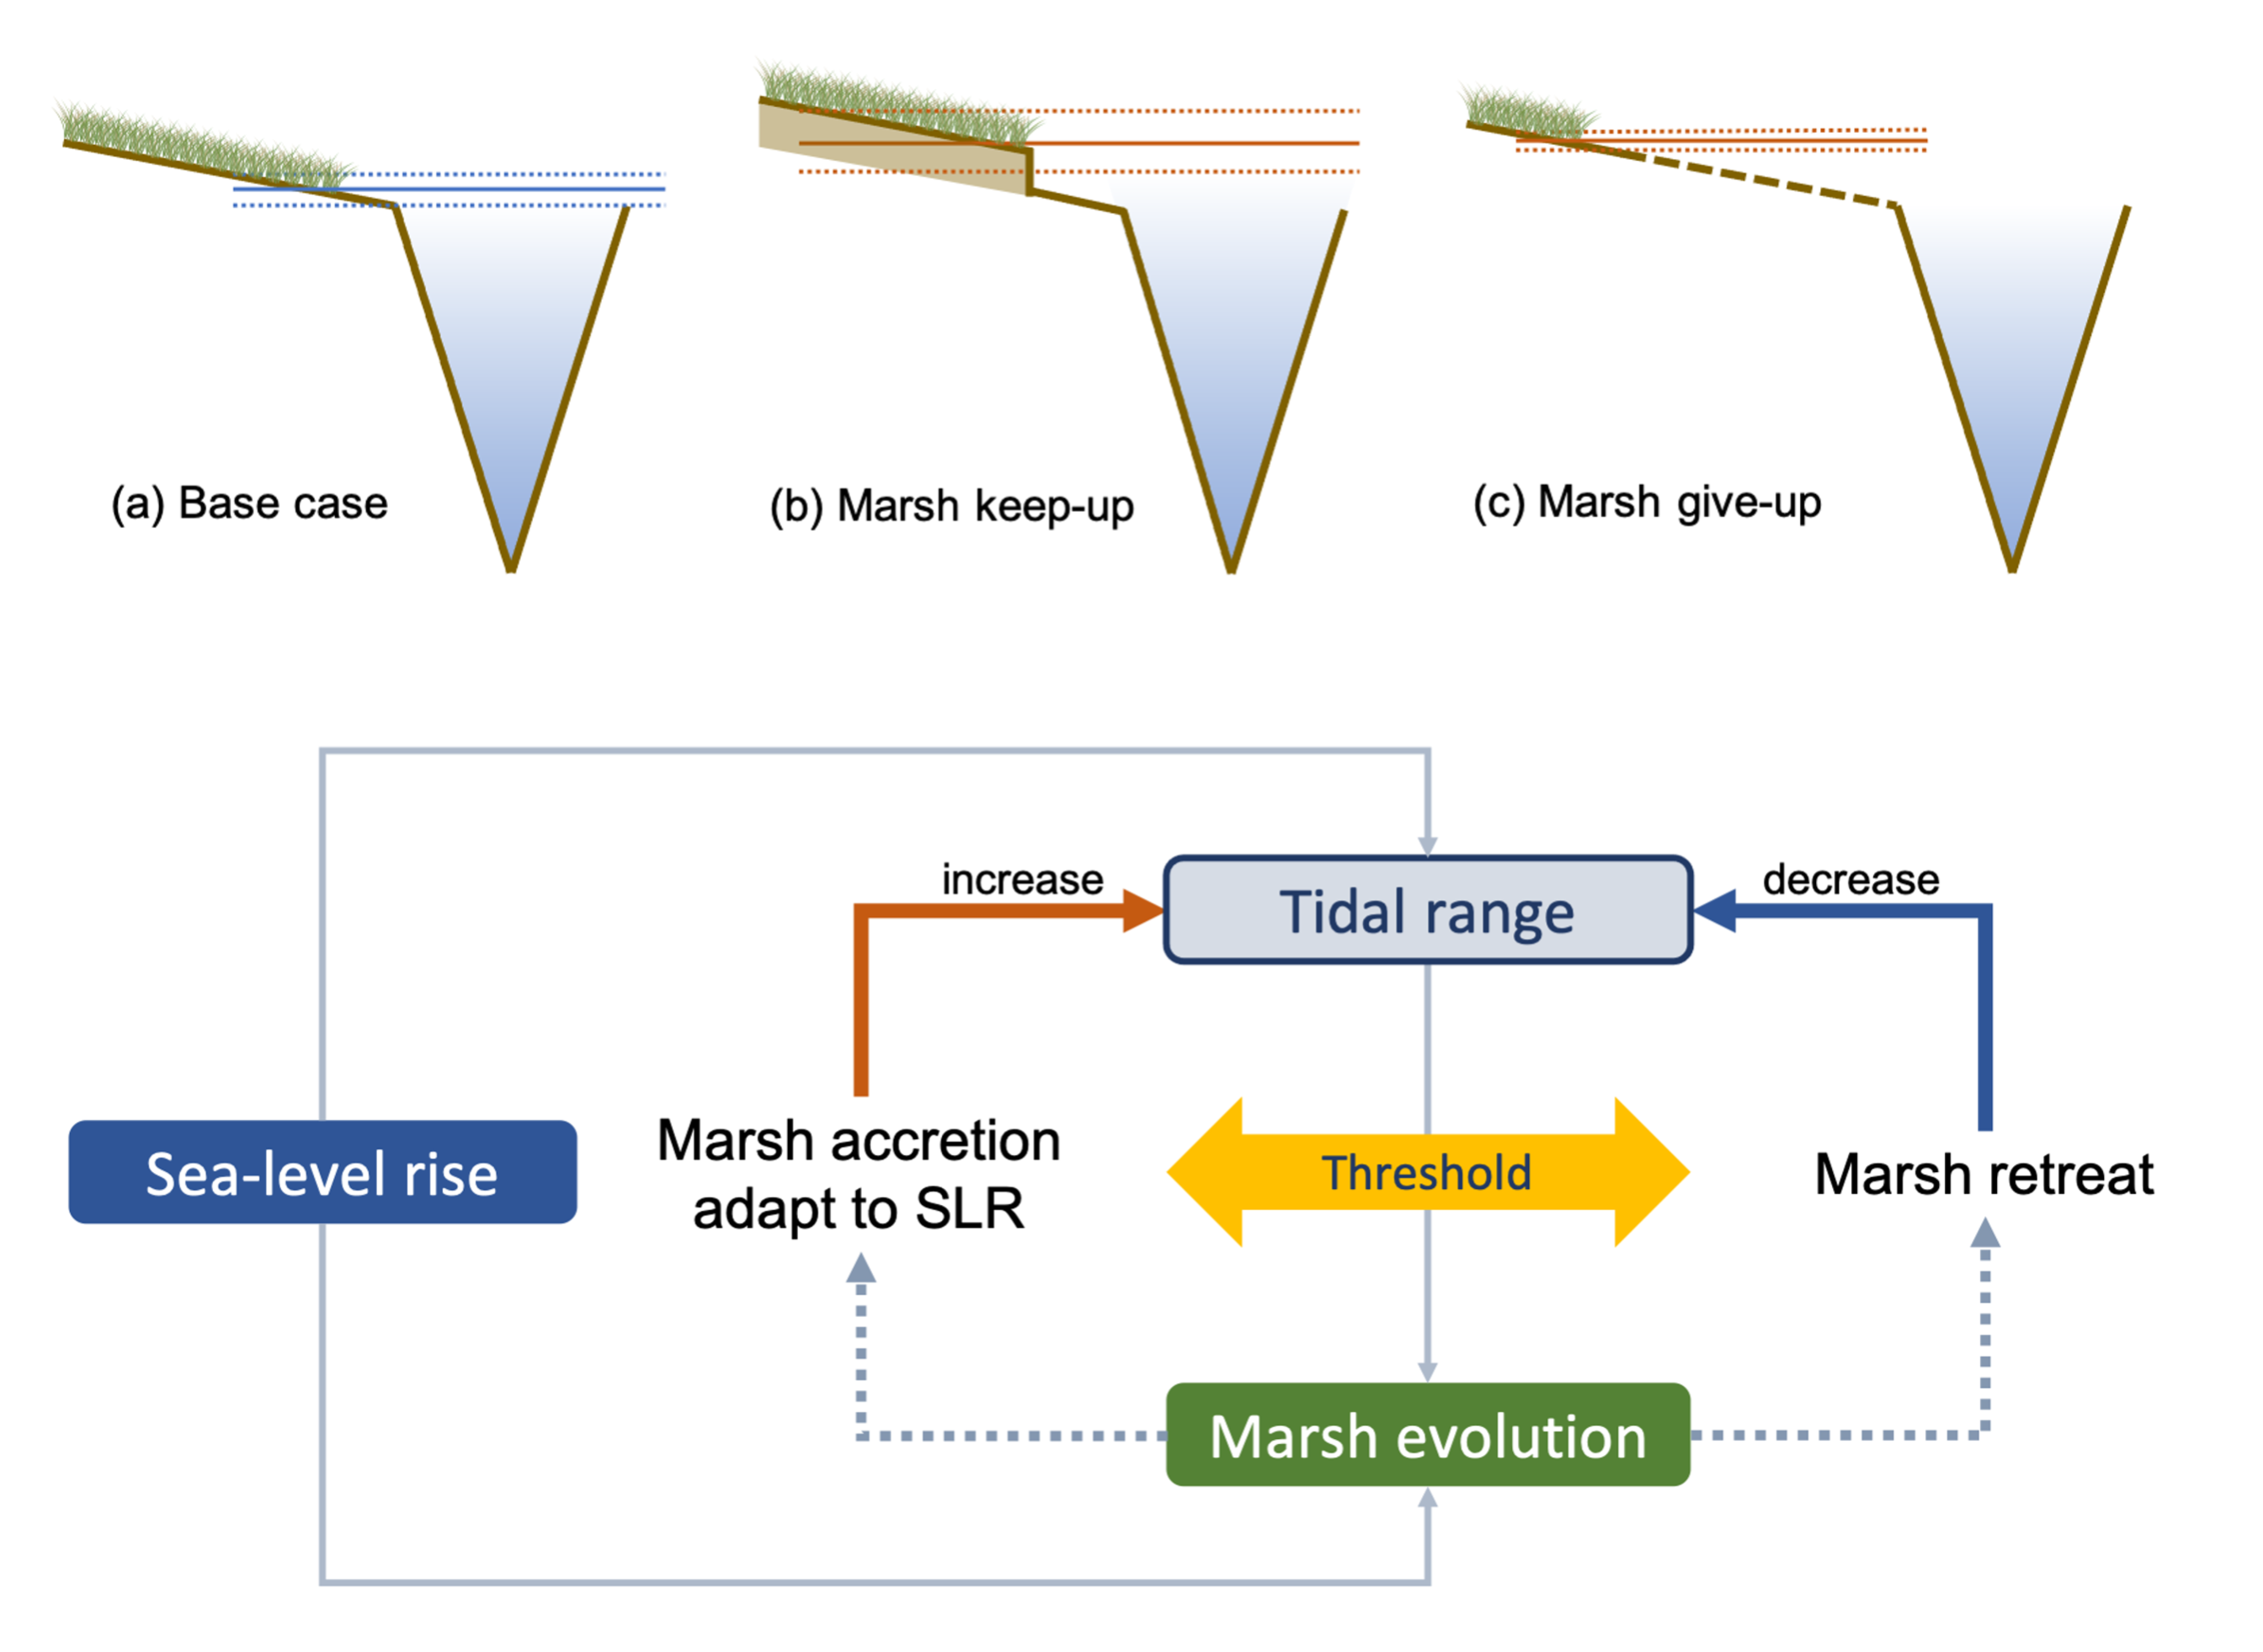 (a) Base case
(b) Marsh keep-up
(c) Marsh give-up
increase
Tidal range
decrease
Sea-level rise
Marsh accretion
adapt to SLR
Threshold
Marsh retreat
Marsh evolution